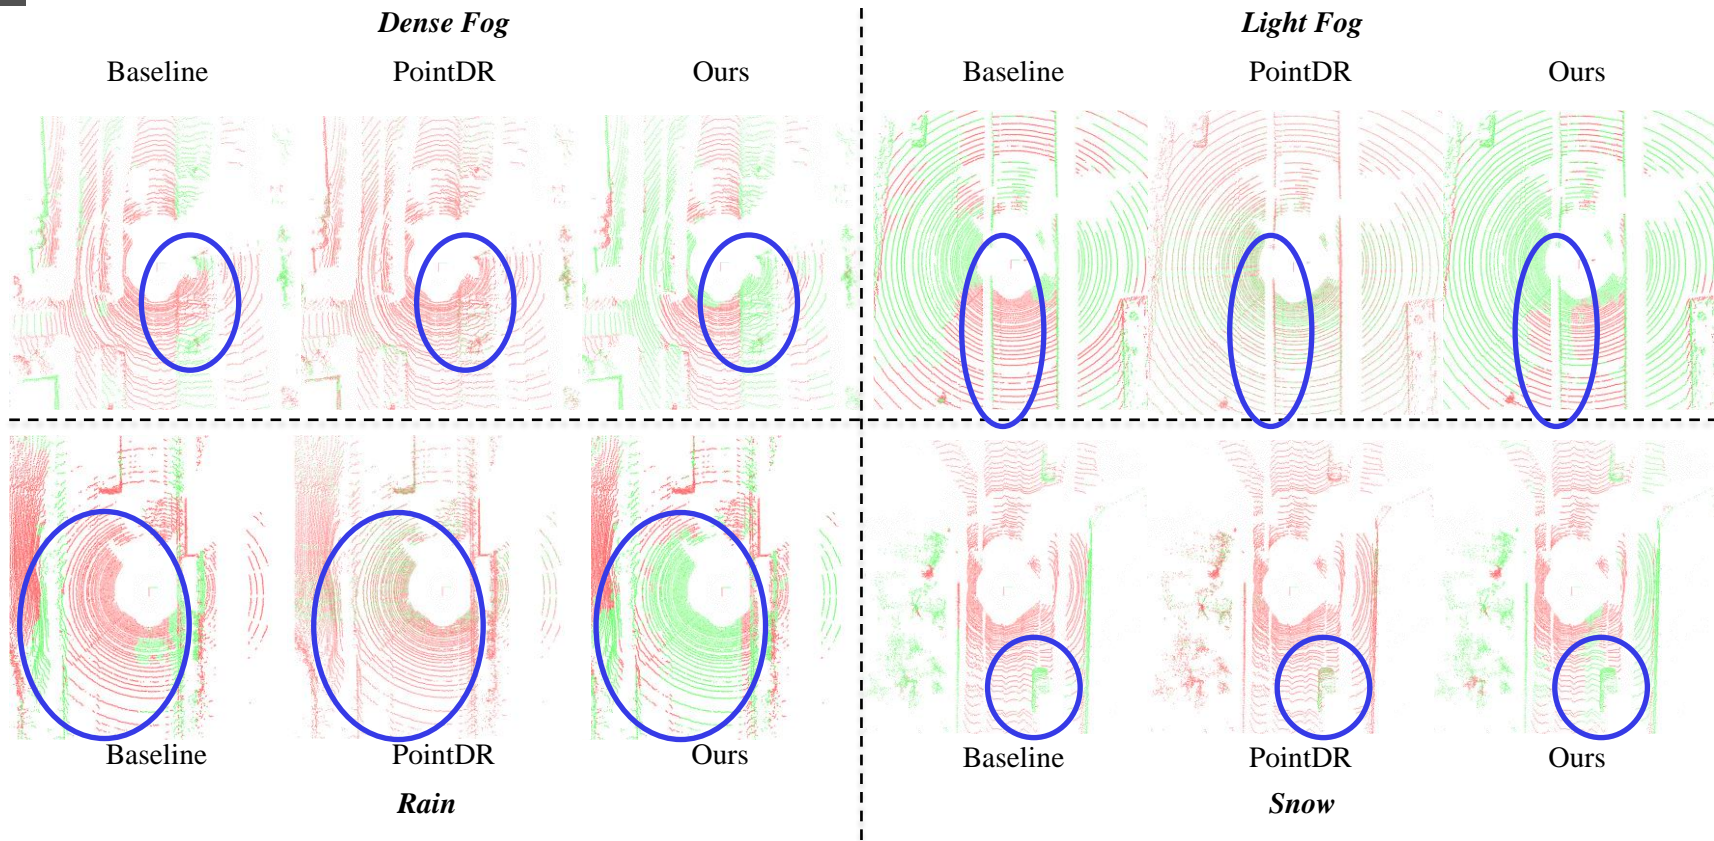 Dense Fog
Baseline PointDR Ours
Light Fog
Baseline PointDR Ours
Baseline PointDR Ours
Rain
Baseline PointDR Ours
Snow